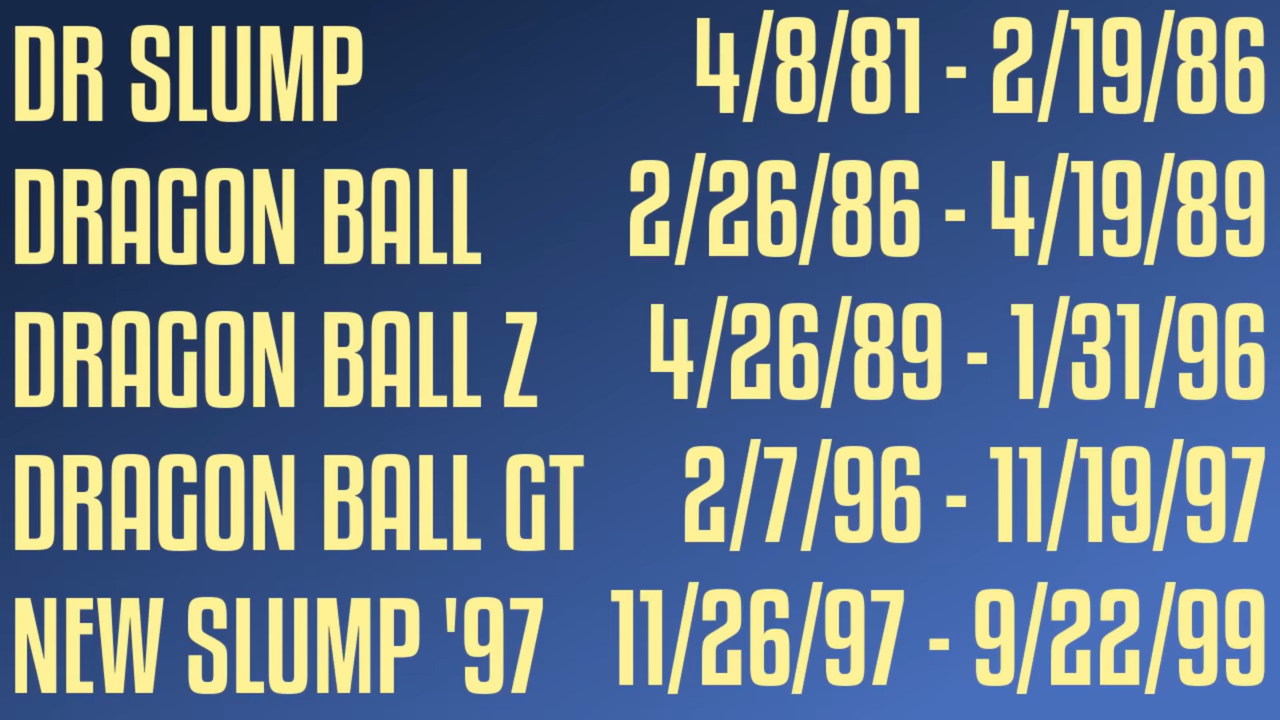 DR SLUMP 4/8/81 - 2/19/86
DRAGON BALL 2/26/86 - 4/19/89
DRAGON BALL Z 4/26/89 - 1/31/96
DRAGON BALL GT 2/7/96 - 11/19/97
NEW SLUMP '97 11/26/97 - 9/22/99